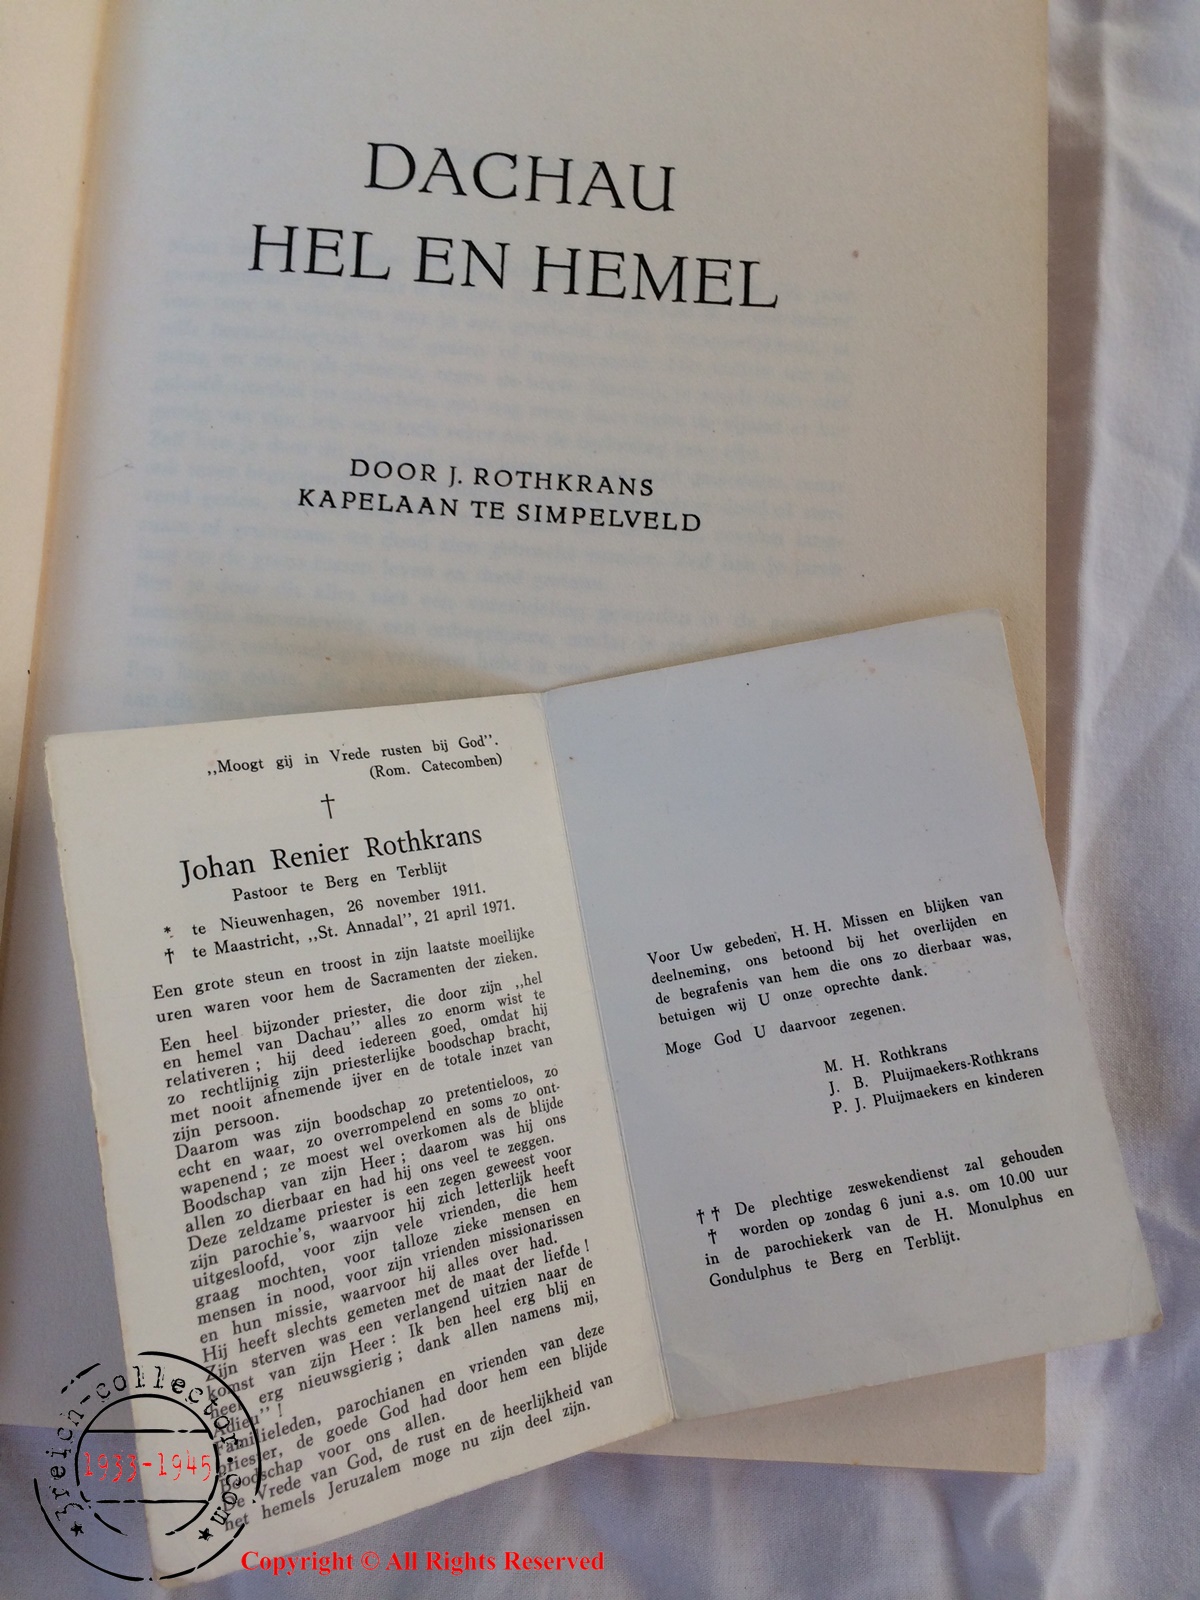 DACHAU
HEL EN HEMEL
DOOR J. ROTHKRANS
KAPELAAN TE SIMPELVELD
„Moogt gij in Vrede rusten bij God”.
(Rom. Catecomben)
†
Johan Renier Rothkrans
Pastoor te Berg en Terblijt
* te Nieuwenhagen, 26 november 1911.
† te Maastricht, „St. Annadal”, 21 april 1971.
Een grote steun en troost in zijn laatste moeilijke
uren waren voor hem de Sacramenten der zieken.
Een heel bijzonder priester, die door zijn „hel
en hemel van Dachau” alles zo enorm wist te
relativeren; hij deed iedereen goed, omdat hij
zo rechtlijnig zijn priesterlijke boodschap bracht,
met nooit afnemende ijver en de totale inzet van
zijn persoon.
Daarom was zijn boodschap zo pretentieloos, zo
echt en waar, zo overrompelend en soms zo ont-
wapenend; ze moest wel overkomen als de blijde
Boodschap van zijn Heer; daarom was hij ons
allen zo dierbaar en had hij ons veel te zeggen.
Deze zeldzame priester is een zegen geweest voor
zijn parochie's, waarvoor hij zich letterlijk heeft
uitgesloofd, voor zijn vele vrienden, die hem
graag mochten, voor talloze zieke mensen en
mensen in nood, voor zijn vrienden missionarissen
en hun missie, waarvoor hij alles over had.
Hij heeft slechts gemeten met de maat der liefde!
Zijn sterven was een verlangend uitzien naar de
komst van zijn Heer: Ik ben heel erg blij en
heel erg nieuwsgierig; dank allen namens mij,
Adieu”!
Familieleden, parochianen en vrienden van deze
priester, de goede God had door hem een blijde
Boodschap voor ons allen.
De Vrede van God, de rust en de heerlijkheid van
het hemels Jeruzalem moge nu zijn deel zijn.
Voor Uw gebeden, H.H. Missen en blijken van
deelneming, ons betoond bij het overlijden en
de begrafenis van hem die ons zo dierbaar was,
betuigen wij U onze oprechte dank.
Moge God U daarvoor zegenen.
M. H. Rothkrans
J. B. Pluijmaekers-Rothkrans
P. J. Pluijmaekers en kinderen
†† De plechtige zeswekendienst zal gehouden
† worden op zondag 6 juni a.s. om 10.00 uur
in de parochiekerk van de H. Monulphus en
Gondulphus te Berg en Terblijt.
3reich-collector.com
1933-1945
Copyright © All Rights Reserved